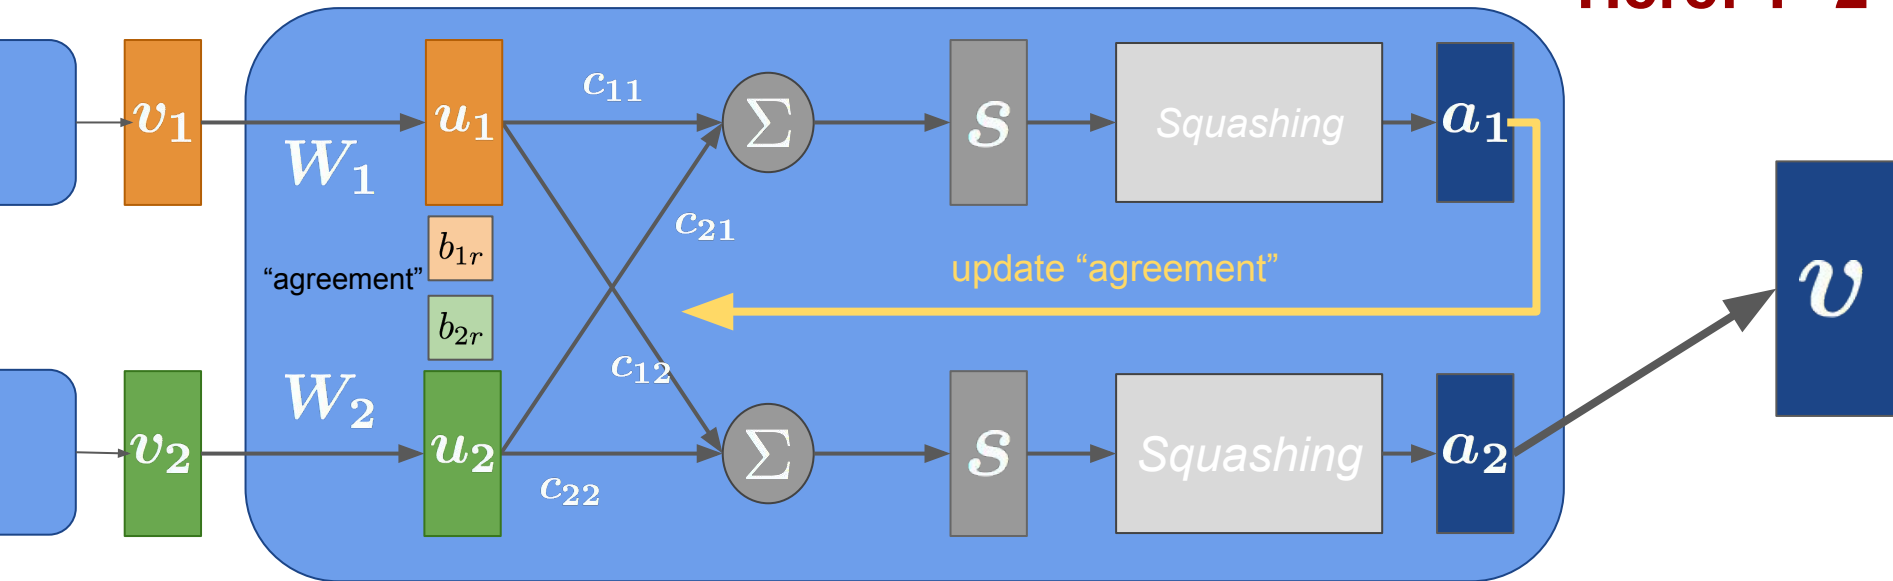 v₁
W₁
u₁
c₁₁
Σ
s
Squashing
a₁
b₁ᵣ
c₂₁
“agreement”
update “agreement”
b₂ᵣ
v
c₁₂
v₂
W₂
u₂
c₂₂
Σ
s
Squashing
a₂